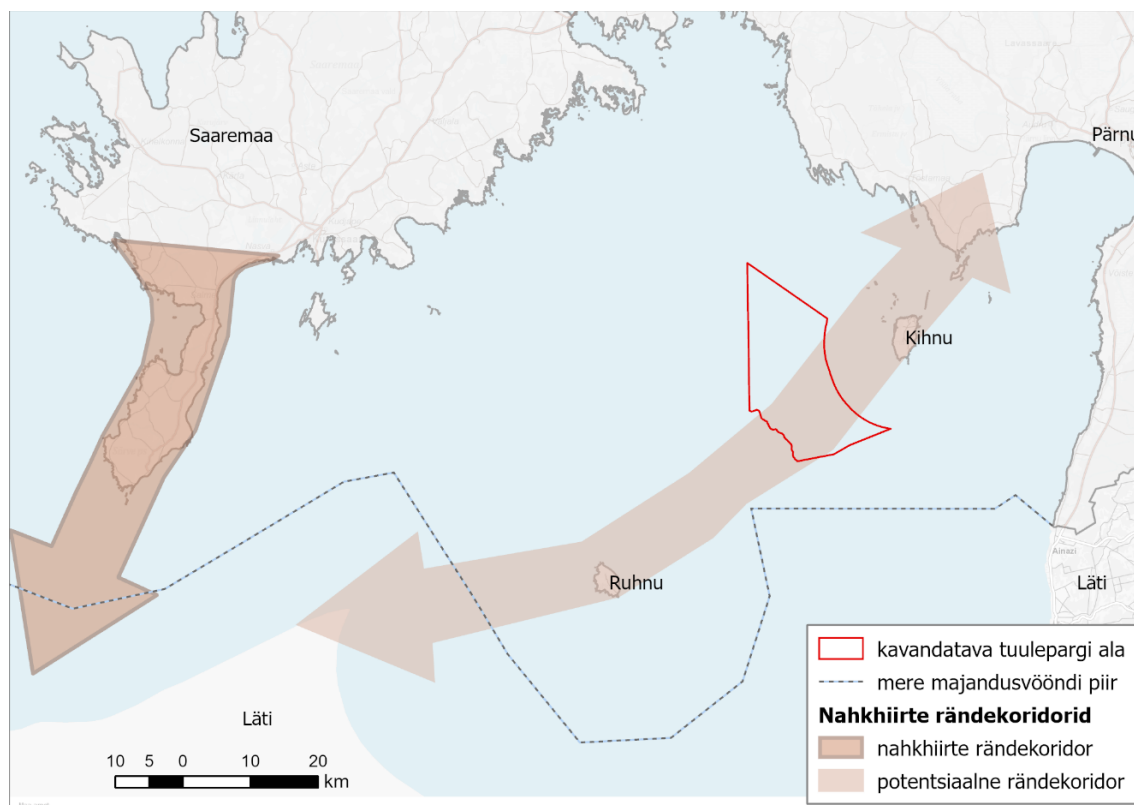 Saaremaa
Pärnu
Kihnu
Ruhnu
Ainazi
Läti
Läti
10 5 0 10 20
km
kavandatava tuulepargi ala
mere majandusvööndi piir
Nahkhiirte rändekoridorid
nahkhiirte rändekoridor
potentsiaalne rändekoridor